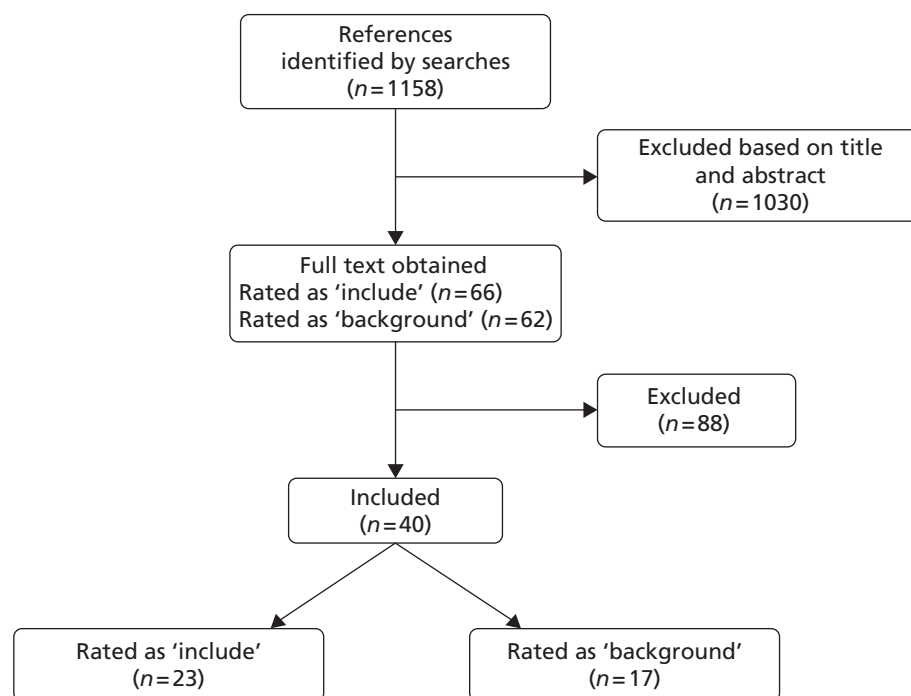 References
identified by searches
(n=1158)
Excluded based on title
and abstract
(n=1030)
Full text obtained
Rated as ‘include’ (n=66)
Rated as ‘background’ (n=62)
Excluded
(n=88)
Included
(n=40)
Rated as ‘include’
(n=23)
Rated as ‘background’
(n=17)